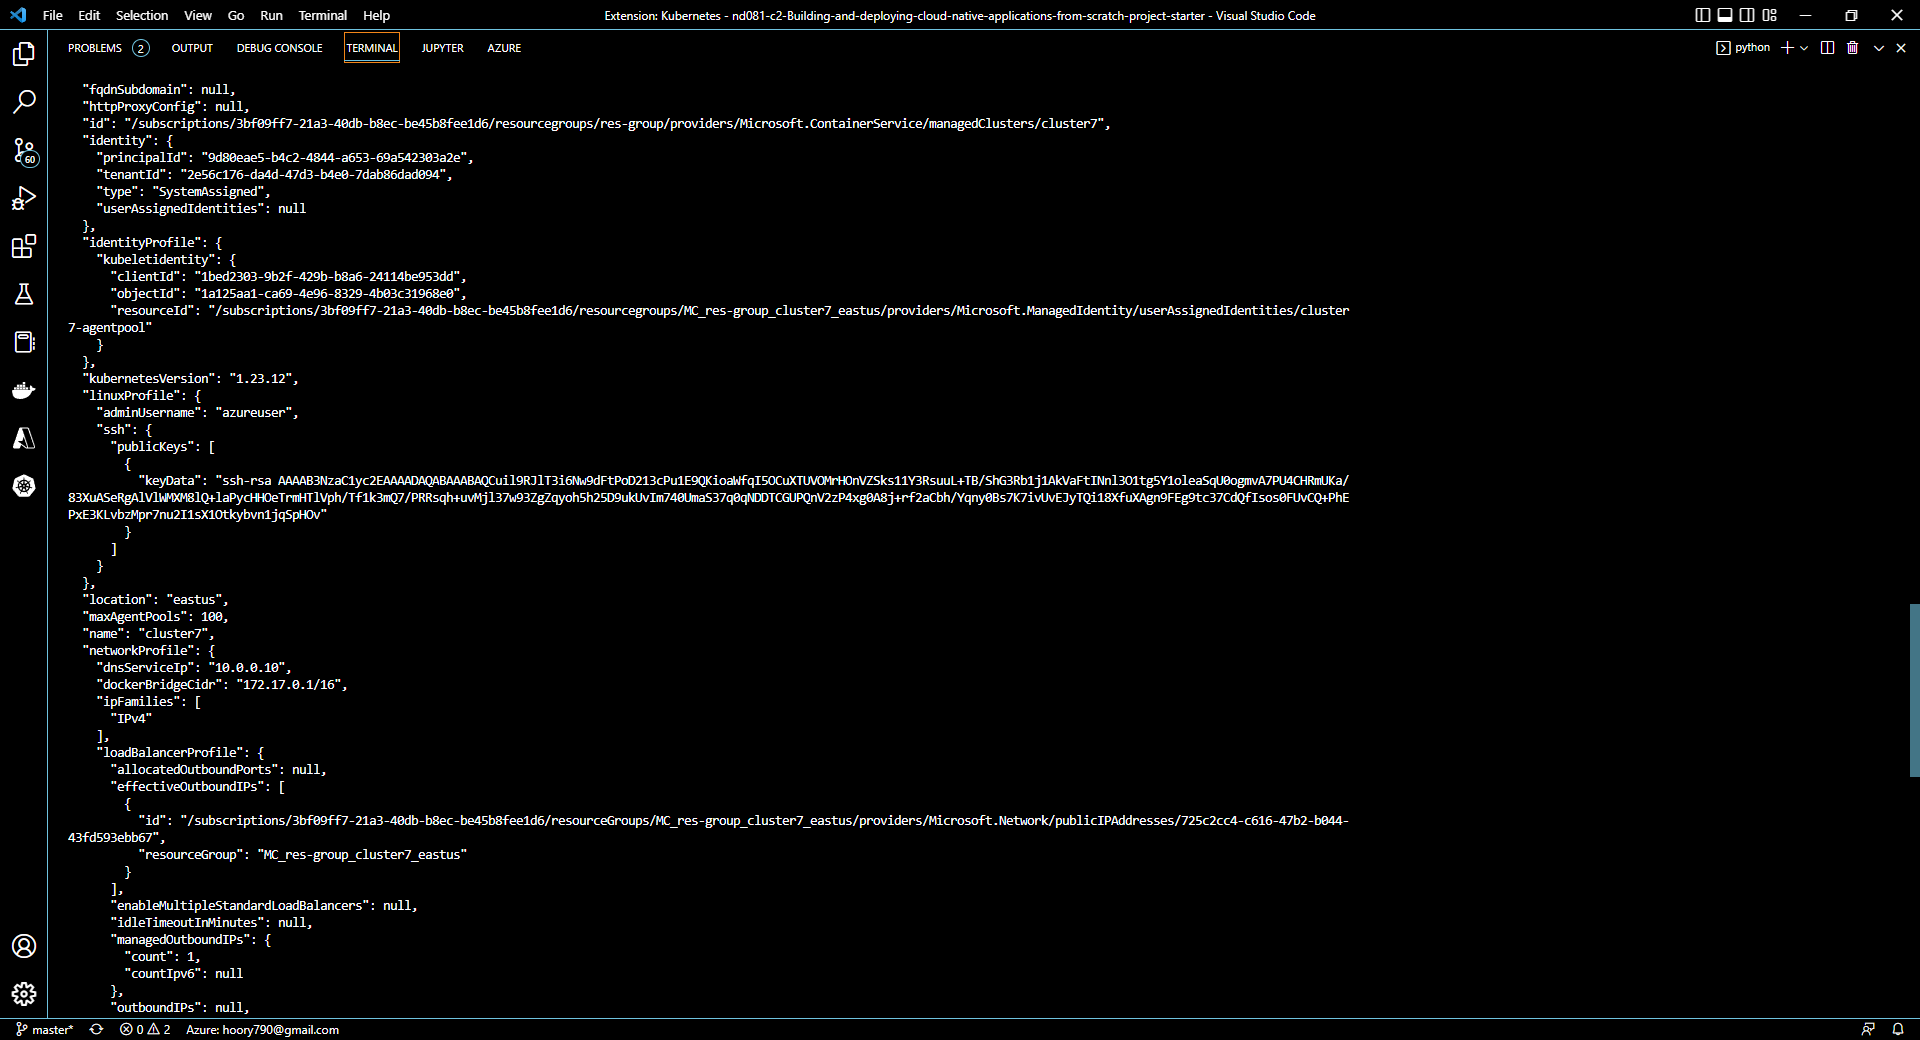 File Edit Selection View Go Run Terminal Help
Extension: Kubernetes - nd081-c2-Building-and-deploying-cloud-native-applications-from-scratch-project-starter - Visual Studio Code
PROBLEMS 2 OUTPUT DEBUG CONSOLE TERMINAL JUPYTER AZURE
python
"fqdnSubdomain": null,
"httpProxyConfig": null,
"id": "/subscriptions/3bf09ff7-21a3-40db-b8ec-be45b8fee1d6/resourcegroups/res-group/providers/Microsoft.ContainerService/managedClusters/cluster7",
"identity": {
"principalId": "9d80eae5-b4c2-4844-a653-69a542303a2e",
"tenantId": "2e56c176-da4d-47d3-b4e0-7dab86dad094",
"type": "SystemAssigned",
"userAssignedIdentities": null
},
"identityProfile": {
"kubeletidentity": {
"clientId": "1bed2303-9b2f-429b-b8a6-24114be953dd",
"objectId": "1a125aa1-ca69-4e96-8329-4b03c31968e0",
"resourceId": "/subscriptions/3bf09ff7-21a3-40db-b8ec-be45b8fee1d6/resourcegroups/MC_res-group_cluster7_eastus/providers/Microsoft.ManagedIdentity/userAssignedIdentities/cluster
7-agentpool"
}
},
"kubernetesVersion": "1.23.12",
"linuxProfile": {
"adminUsername": "azureuser",
"ssh": {
"publicKeys": [
{
"keyData": "ssh-rsa AAAAB3NzaC1yc2EAAAADAQABAAABAQCuil9RJlT3i6Nw9dFtPoD213cPu1E9QKioaWfqI5OCuXTUVOMrHOnVZSks11Y3RsuuL+TB/ShG3Rb1j1AkVaFtINnl3O1tg5Y1oleaSqU0ogmvA7PU4CHRmUKa/
83XuASeRgAlVlWMXM8lQ+laPycHHOeTrmHTlVph/Tf1k3mQ7/PRRsqh+uvMjl37w93ZgZqyoh5h25D9ukUvIm740UmaS37q0qNDDTCGUPQnV2zP4xg0A8j+rf2aCbh/Yqny0Bs7K7ivUvEJyTQi18XfuXAgn9FEg9tc37CdQfIsos0FUvCQ+PhE
PxE3KLvbzMpr7nu2I1sX1Otkybvn1jqSpHOv"
}
]
}
},
"location": "eastus",
"maxAgentPools": 100,
"name": "cluster7",
"networkProfile": {
"dnsServiceIp": "10.0.0.10",
"dockerBridgeCidr": "172.17.0.1/16",
"ipFamilies": [
"IPv4"
],
"loadBalancerProfile": {
"allocatedOutboundPorts": null,
"effectiveOutboundIPs": [
{
"id": "/subscriptions/3bf09ff7-21a3-40db-b8ec-be45b8fee1d6/resourceGroups/MC_res-group_cluster7_eastus/providers/Microsoft.Network/publicIPAddresses/725c2cc4-c616-47b2-b044-
43fd593ebb67",
"resourceGroup": "MC_res-group_cluster7_eastus"
}
],
"enableMultipleStandardLoadBalancers": null,
"idleTimeoutInMinutes": null,
"managedOutboundIPs": {
"count": 1,
"countIpv6": null
},
"outboundIPs": null,
60
master* 0 2 Azure: hoory790@gmail.com